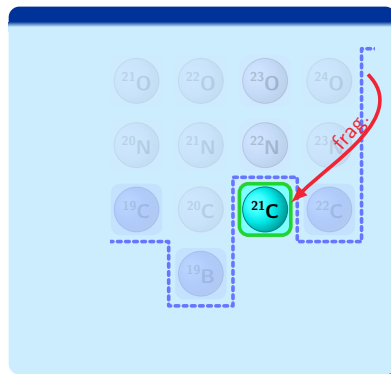 ²¹O ²²O ²³O ²⁴O
²⁰N ²¹N ²²N ²³N
frag.
¹⁹C ²⁰C ²¹C ²²C
¹⁹B